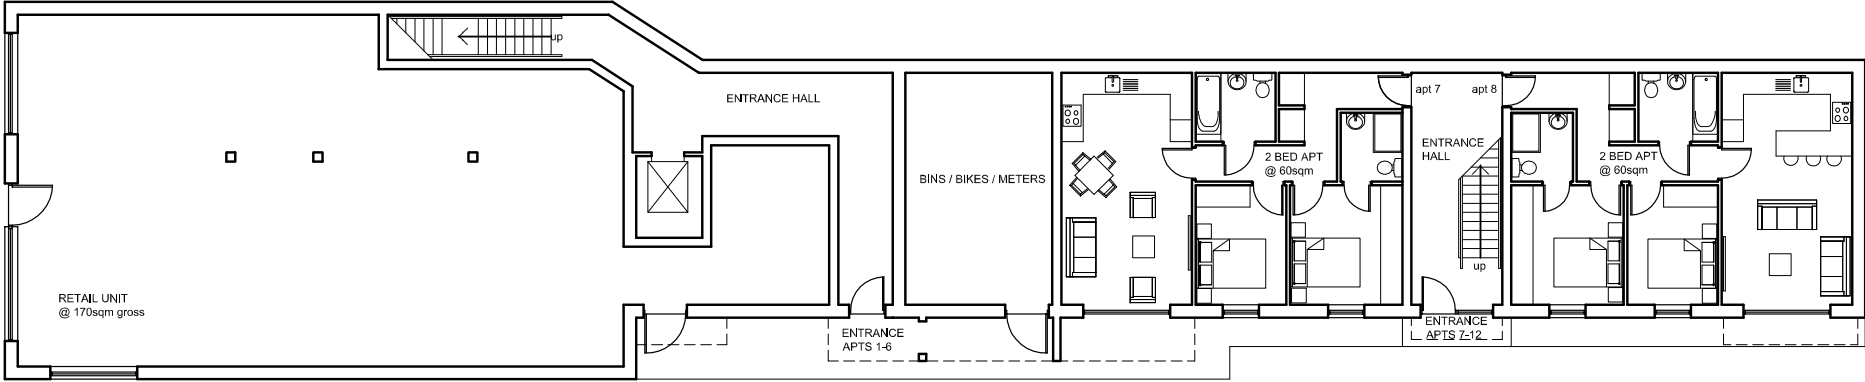 up
ENTRANCE HALL
RETAIL UNIT
@ 170sqm gross
ENTRANCE
APTS 1-6
BINS / BIKES / METERS
2 BED APT
@ 60sqm
apt 7
apt 8
ENTRANCE
HALL
up
ENTRANCE
APTS 7-12
2 BED APT
@ 60sqm